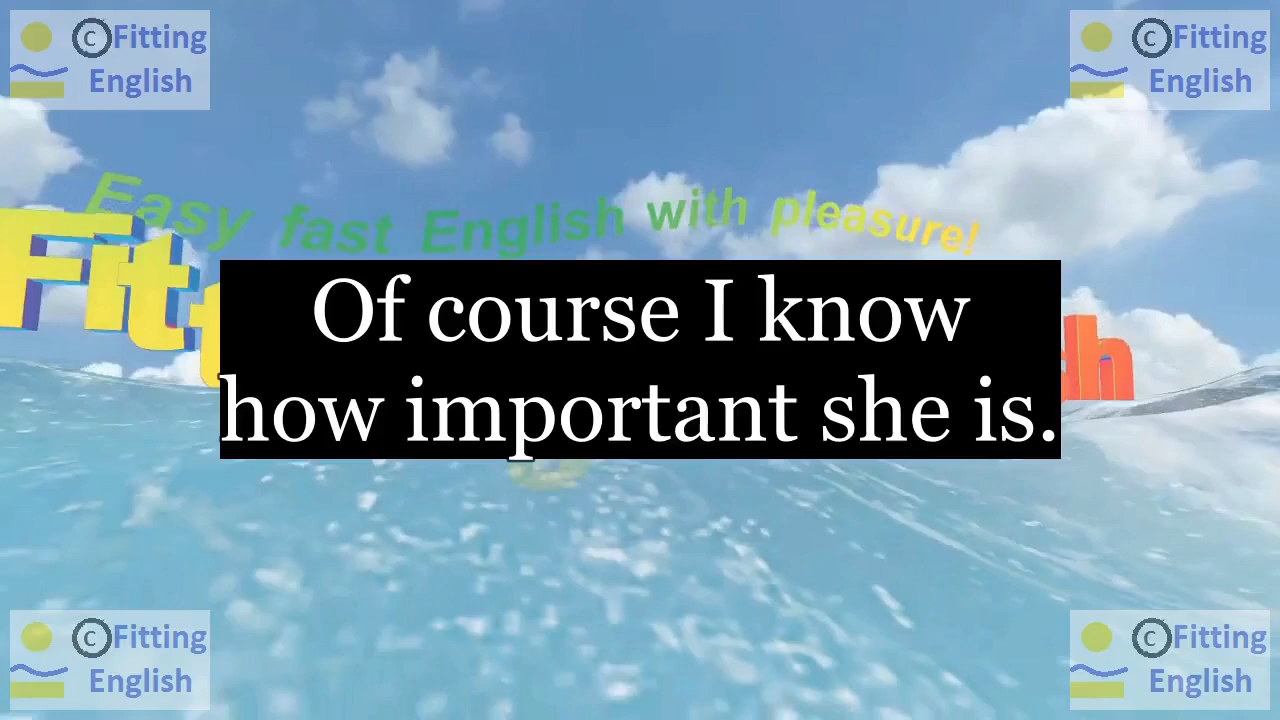 ©Fitting
English
©Fitting
English
Easy fast English with pleasure!
Fit
h
Of course I know
how important she is.
©Fitting
English
©Fitting
English